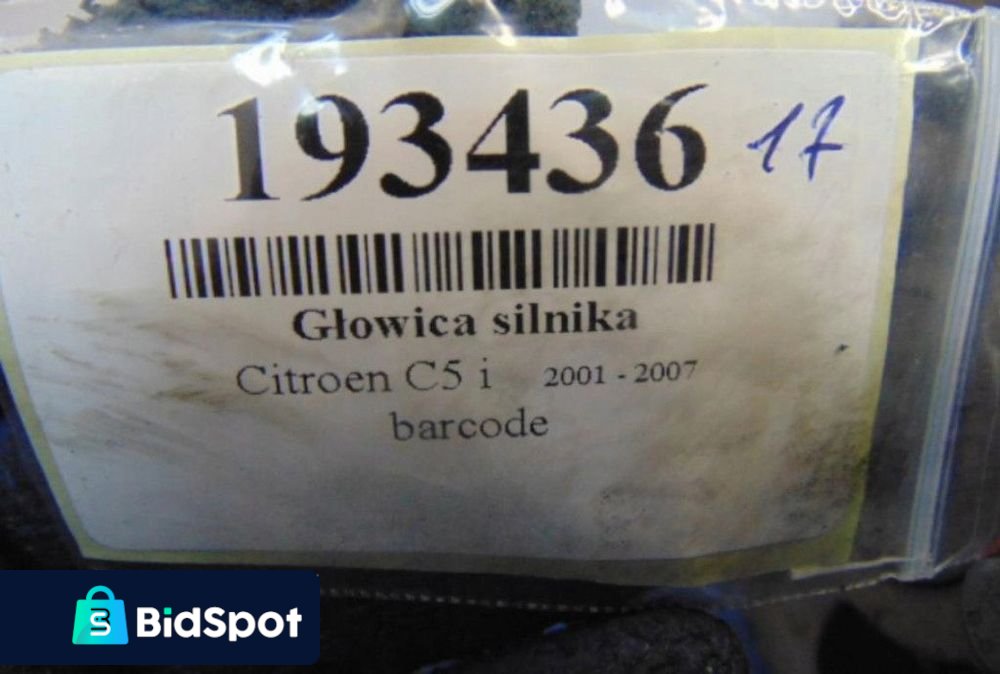 193436 17
Głowica silnika
Citroen C5 i 2001 - 2007
barcode
BidSpot